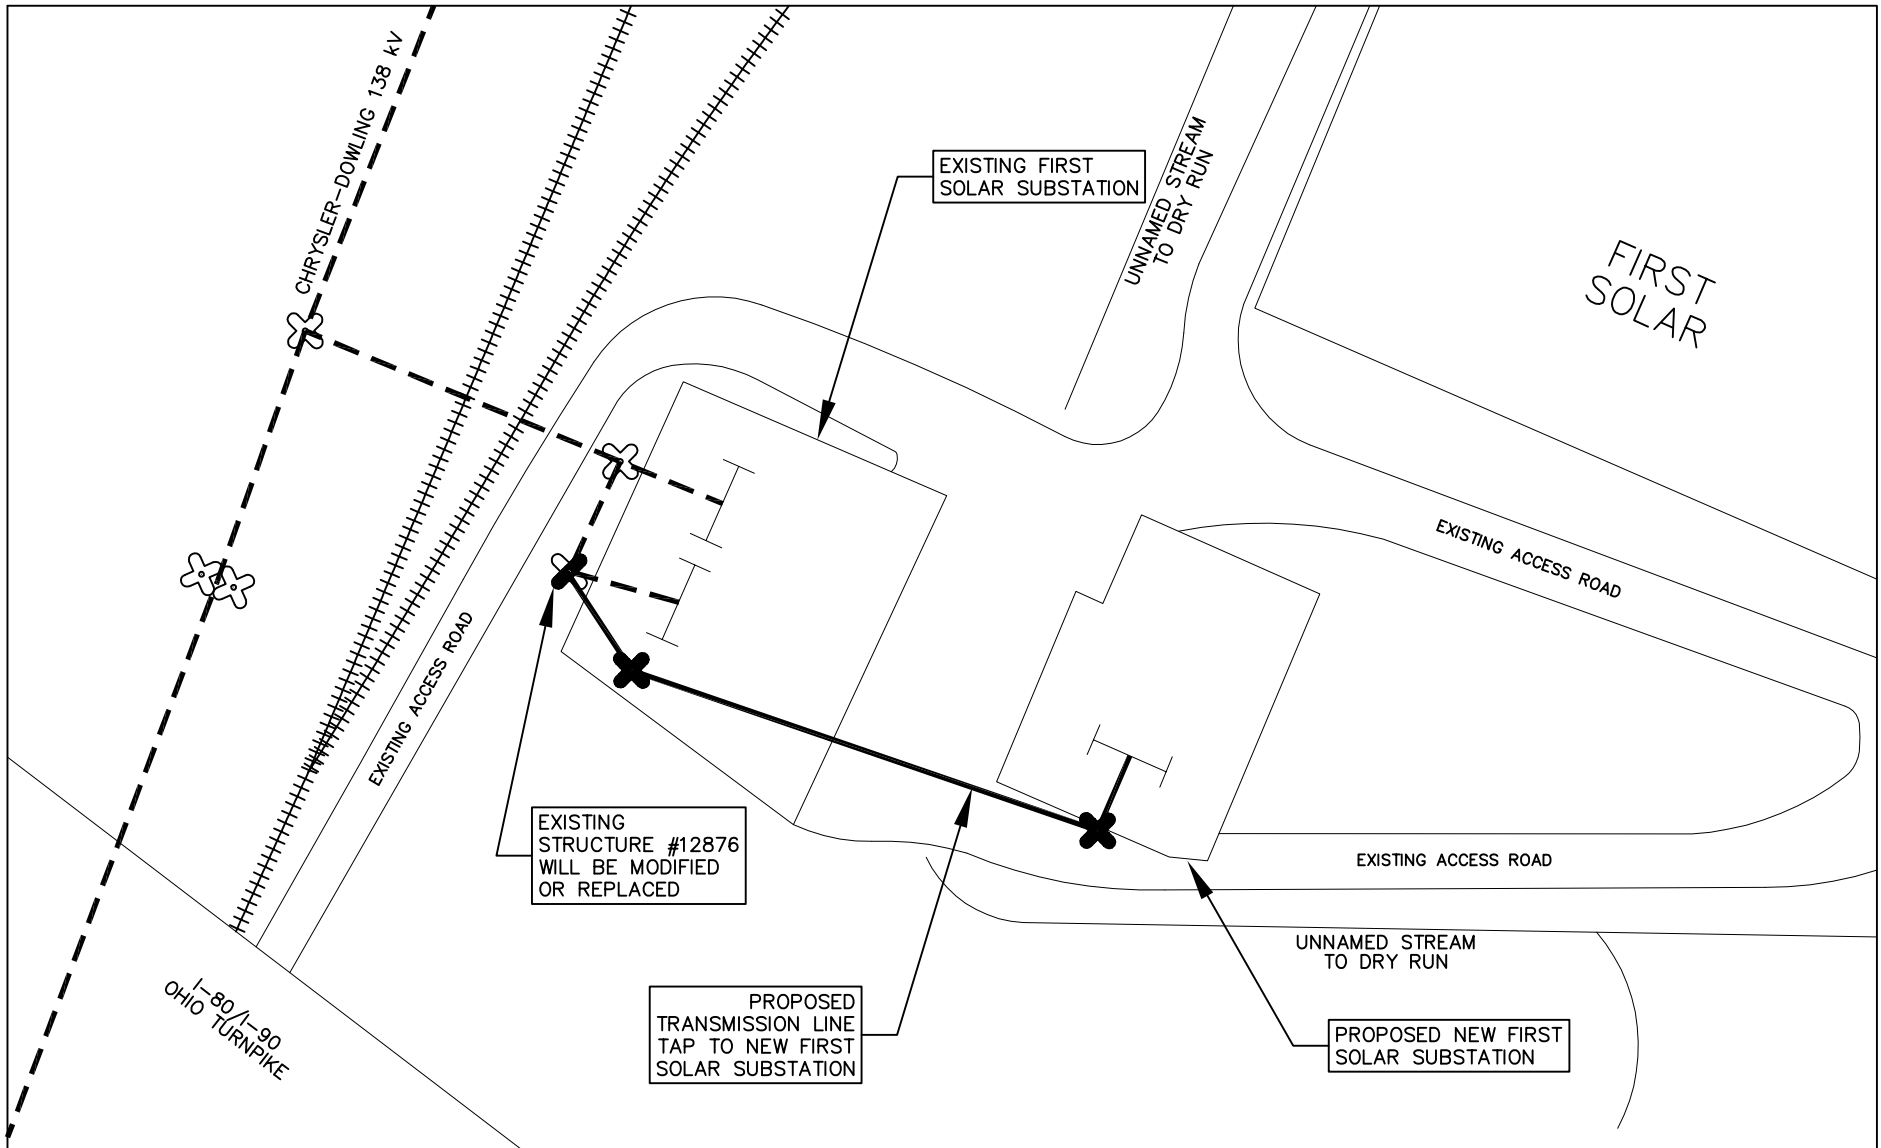 CHRYSLER-DOWLING 138 kV
EXISTING FIRST
SOLAR SUBSTATION
UNNAMED STREAM
TO DRY RUN
FIRST
SOLAR
EXISTING ACCESS ROAD
EXISTING ACCESS ROAD
EXISTING
STRUCTURE #12876
WILL BE MODIFIED
OR REPLACED
EXISTING ACCESS ROAD
UNNAMED STREAM
TO DRY RUN
I-80/I-90
OHIO TURNPIKE
PROPOSED
TRANSMISSION LINE
TAP TO NEW FIRST
SOLAR SUBSTATION
PROPOSED NEW FIRST
SOLAR SUBSTATION